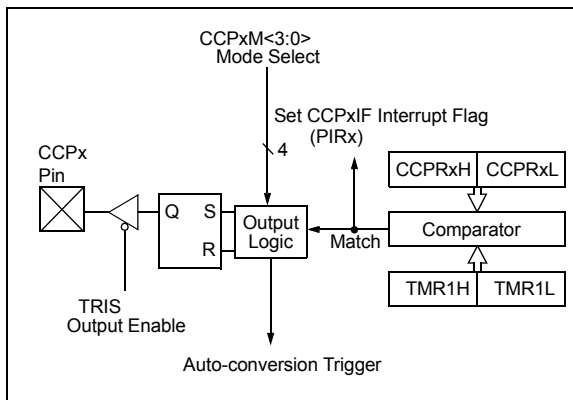 CCPxM<3:0>
Mode Select
Set CCPxIF Interrupt Flag
(PIRx)
4
CCPx
Pin
CCPRxH CCPRxL
Q S
R
Output
Logic
Match
Comparator
TRIS
Output Enable
TMR1H TMR1L
Auto-conversion Trigger